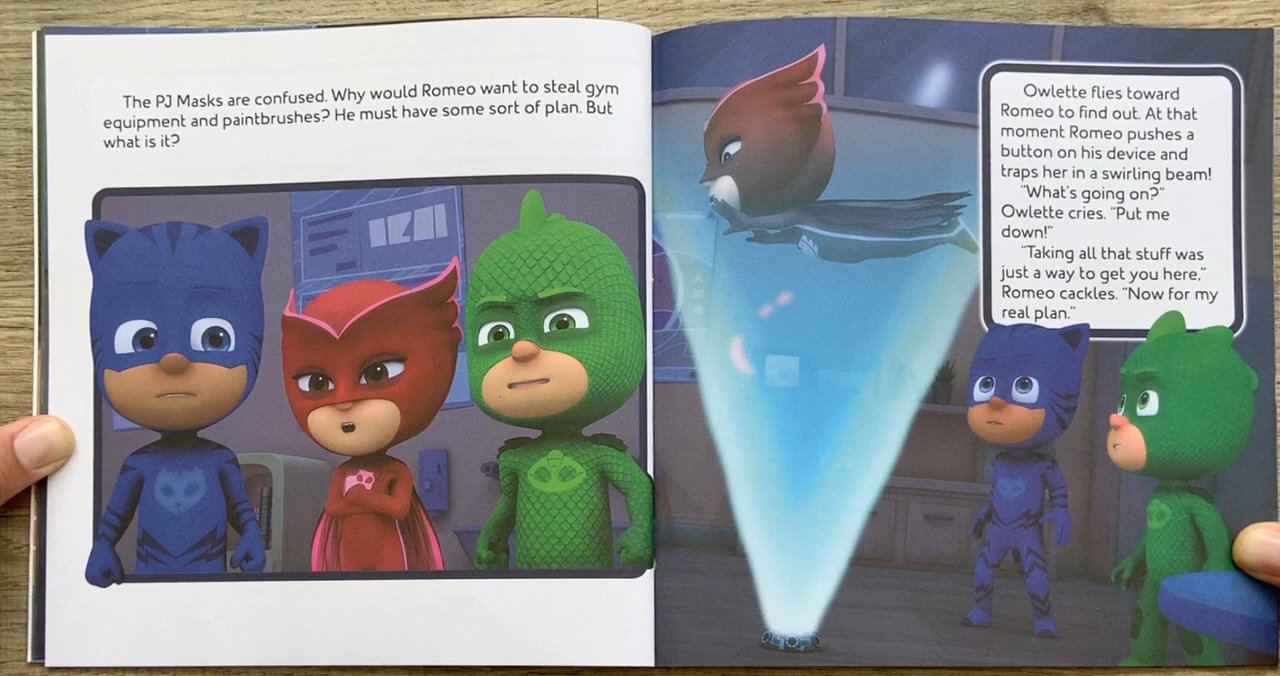 The PJ Masks are confused. Why would Romeo want to steal gym
equipment and paintbrushes? He must have some sort of plan. But
what is it?
Owlette flies toward
Romeo to find out. At that
moment Romeo pushes a
button on his device and
traps her in a swirling beam!
"What's going on?"
Owlette cries. "Put me
down!"
"Taking all that stuff was
just a way to get you here,"
Romeo cackles. "Now for my
real plan."